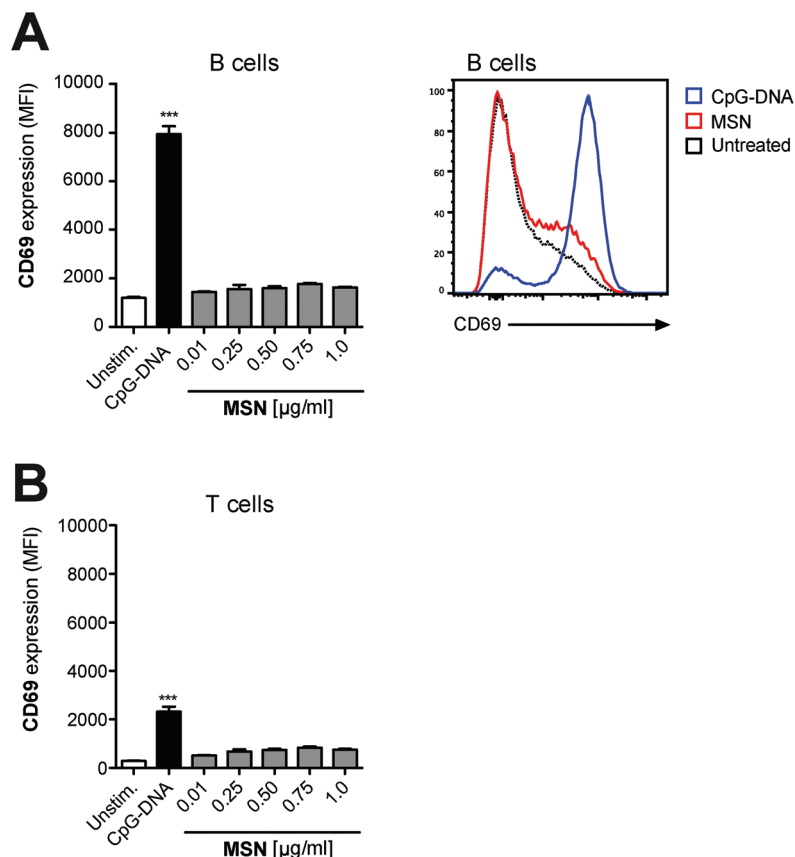 A
B cells
CD69 expression (MFI)
10000
8000
6000
4000
2000
0
***
Unstim.
CpG-DNA
0.01
0.25
0.50
0.75
1.0
MSN [µg/ml]
B cells
100
80
60
40
20
0
CD69
CpG-DNA
MSN
Untreated
B
T cells
CD69 expression (MFI)
10000
8000
6000
4000
2000
0
***
Unstim.
CpG-DNA
0.01
0.25
0.50
0.75
1.0
MSN [µg/ml]